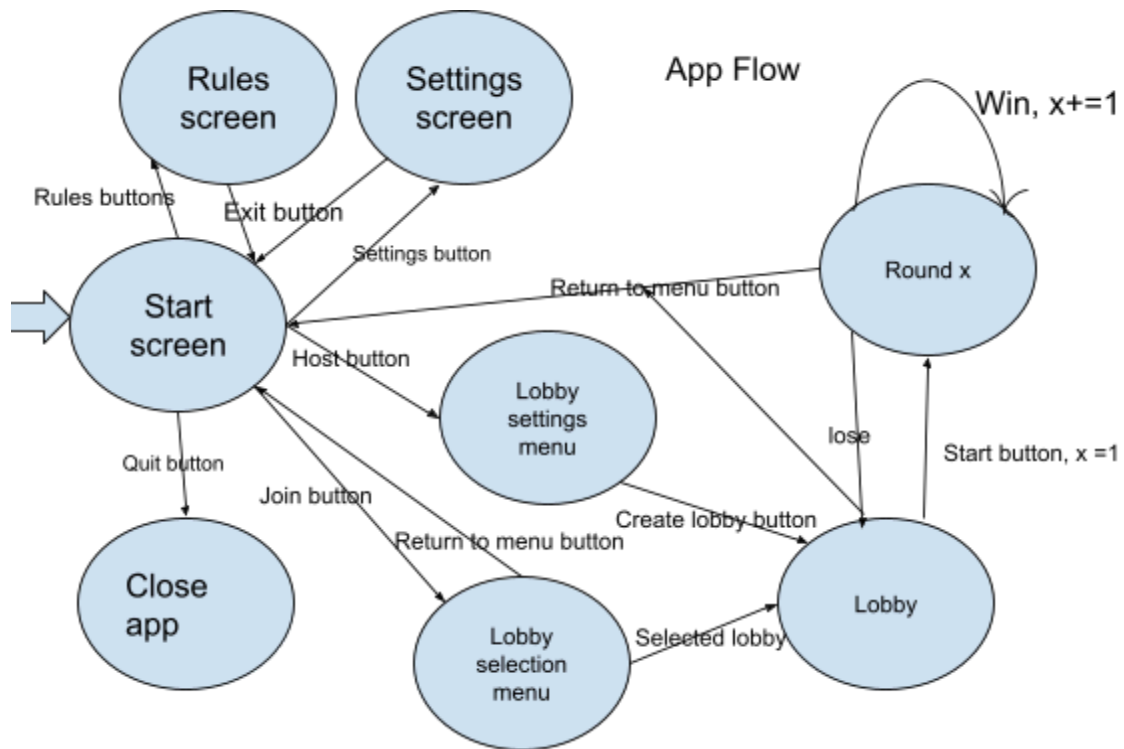 App Flow
Rules
screen
Settings
screen
Win, x+=1
Rules buttons
Exit button
Settings button
Return to menu button
Round x
Start
screen
Host button
Lobby
settings
menu
lose
Start button, x =1
Quit button
Join button
Create lobby button
Return to menu button
Close
app
Lobby
selection
menu
Selected lobby
Lobby